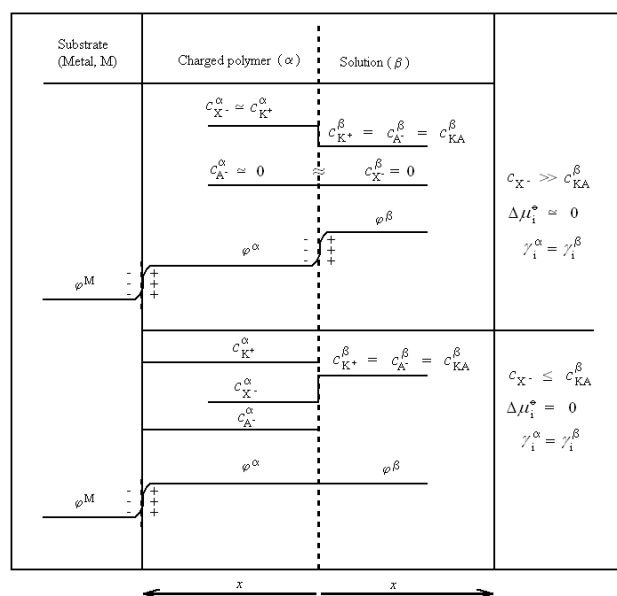 Substrate
(Metal, M)
Charged polymer (α)
Solution (β)
c^α_X⁻ ≃ c^α_K⁺
c^β_K⁺ = c^β_A⁻ = c^β_KA
c^α_A⁻ ≃ 0 ≈ c^β_X⁻ = 0
c_X⁻ ≫ c^β_KA
Δμ^⦵_i ≃ 0
γ^α_i = γ^β_i
φ^β
- +
- +
- +
φ^α
φ^M
- +
- +
- +
c^α_K⁺
c^β_K⁺ = c^β_A⁻ = c^β_KA
c_X⁻ ≤ c^β_KA
c^α_X⁻
Δμ^⦵_i = 0
c^α_A⁻
γ^α_i = γ^β_i
φ^α
φ^β
φ^M
- +
- +
- +
x
x